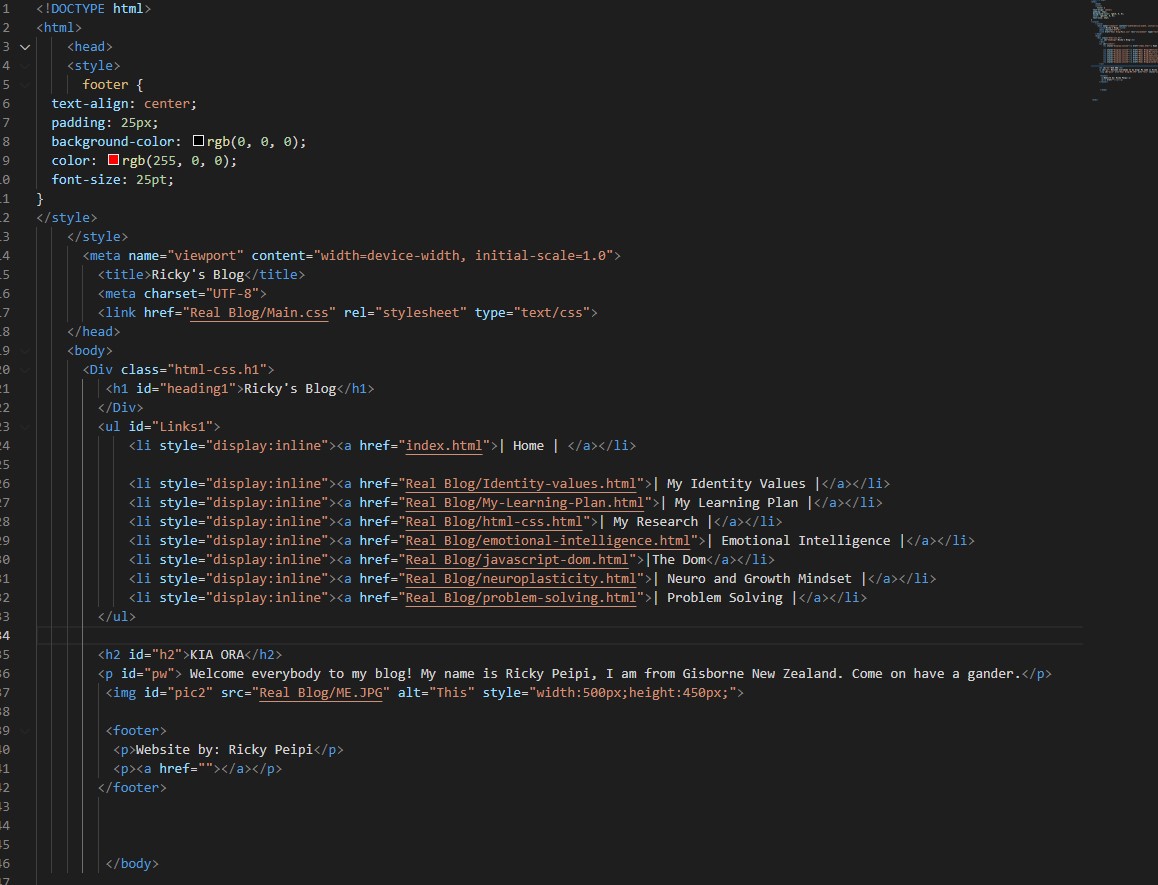 1 <!DOCTYPE html>
2 <html>
3 <head>
4 <style>
5 footer {
6 text-align: center;
7 padding: 25px;
8 background-color: rgb(0, 0, 0);
9 color: rgb(255, 0, 0);
10 font-size: 25pt;
11 }
12 </style>
13 </style>
14 <meta name="viewport" content="width=device-width, initial-scale=1.0">
15 <title>Ricky's Blog</title>
16 <meta charset="UTF-8">
17 <link href="Real Blog/Main.css" rel="stylesheet" type="text/css">
18 </head>
19 <body>
20 <Div class="html-css.h1">
21 <h1 id="heading1">Ricky's Blog</h1>
22 </Div>
23 <ul id="Links1">
24 <li style="display:inline"><a href="index.html">| Home | </a></li>
25
26 <li style="display:inline"><a href="Real Blog/Identity-values.html">| My Identity Values |</a></li>
27 <li style="display:inline"><a href="Real Blog/My-Learning-Plan.html">| My Learning Plan |</a></li>
28 <li style="display:inline"><a href="Real Blog/html-css.html">| My Research |</a></li>
29 <li style="display:inline"><a href="Real Blog/emotional-intelligence.html">| Emotional Intelligence |</a></li>
30 <li style="display:inline"><a href="Real Blog/javascript-dom.html">|The Dom</a></li>
31 <li style="display:inline"><a href="Real Blog/neuroplasticity.html">| Neuro and Growth Mindset |</a></li>
32 <li style="display:inline"><a href="Real Blog/problem-solving.html">| Problem Solving |</a></li>
33 </ul>
34
35 <h2 id="h2">KIA ORA</h2>
36 <p id="pw"> Welcome everybody to my blog! My name is Ricky Peipi, I am from Gisborne New Zealand. Come on have a gander.</p>
37 <img id="pic2" src="Real Blog/ME.JPG" alt="This" style="width:500px;height:450px;">
38
39 <footer>
40 <p>Website by: Ricky Peipi</p>
41 <p><a href=""></a></p>
42 </footer>
43
44
45
46 </body>
47